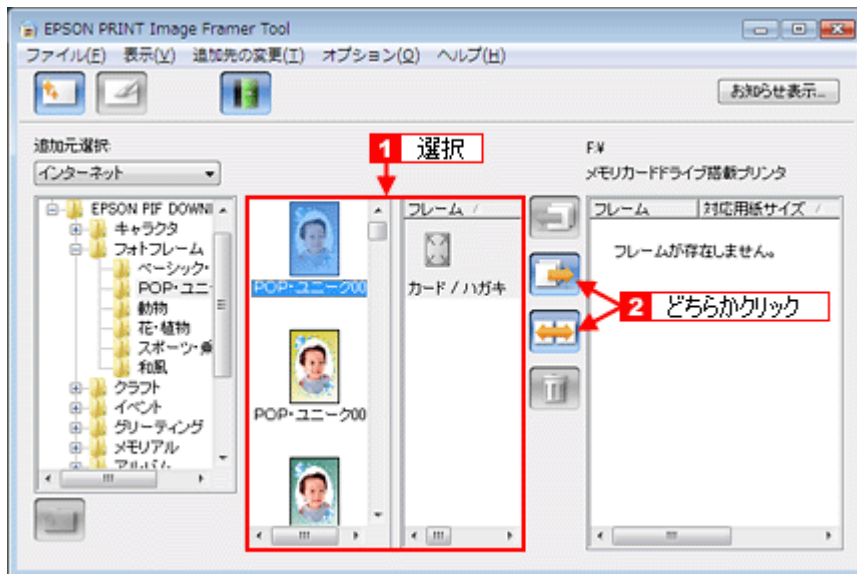 EPSON PRINT Image Framer Tool
ファイル(F) 表示(V) 追加先の変更(T) オプション(O) ヘルプ(H)
お知らせ表示...
追加元選択:
インターネット
1 選択
F:¥
メモリカードドライブ搭載プリンタ
EPSON PIF DOWN
キャラクタ
フォトフレーム
ベーシック・
POP・ユニ
動物
花・植物
スポーツ・
和風
クラフト
イベント
グリーティング
メモリアル
アルバム
POP・ユニーク00
POP・ユニーク00
フレーム
カード / ハガキ
フレーム 対応用紙サイズ
フレームが存在しません。
2 どちらかクリック